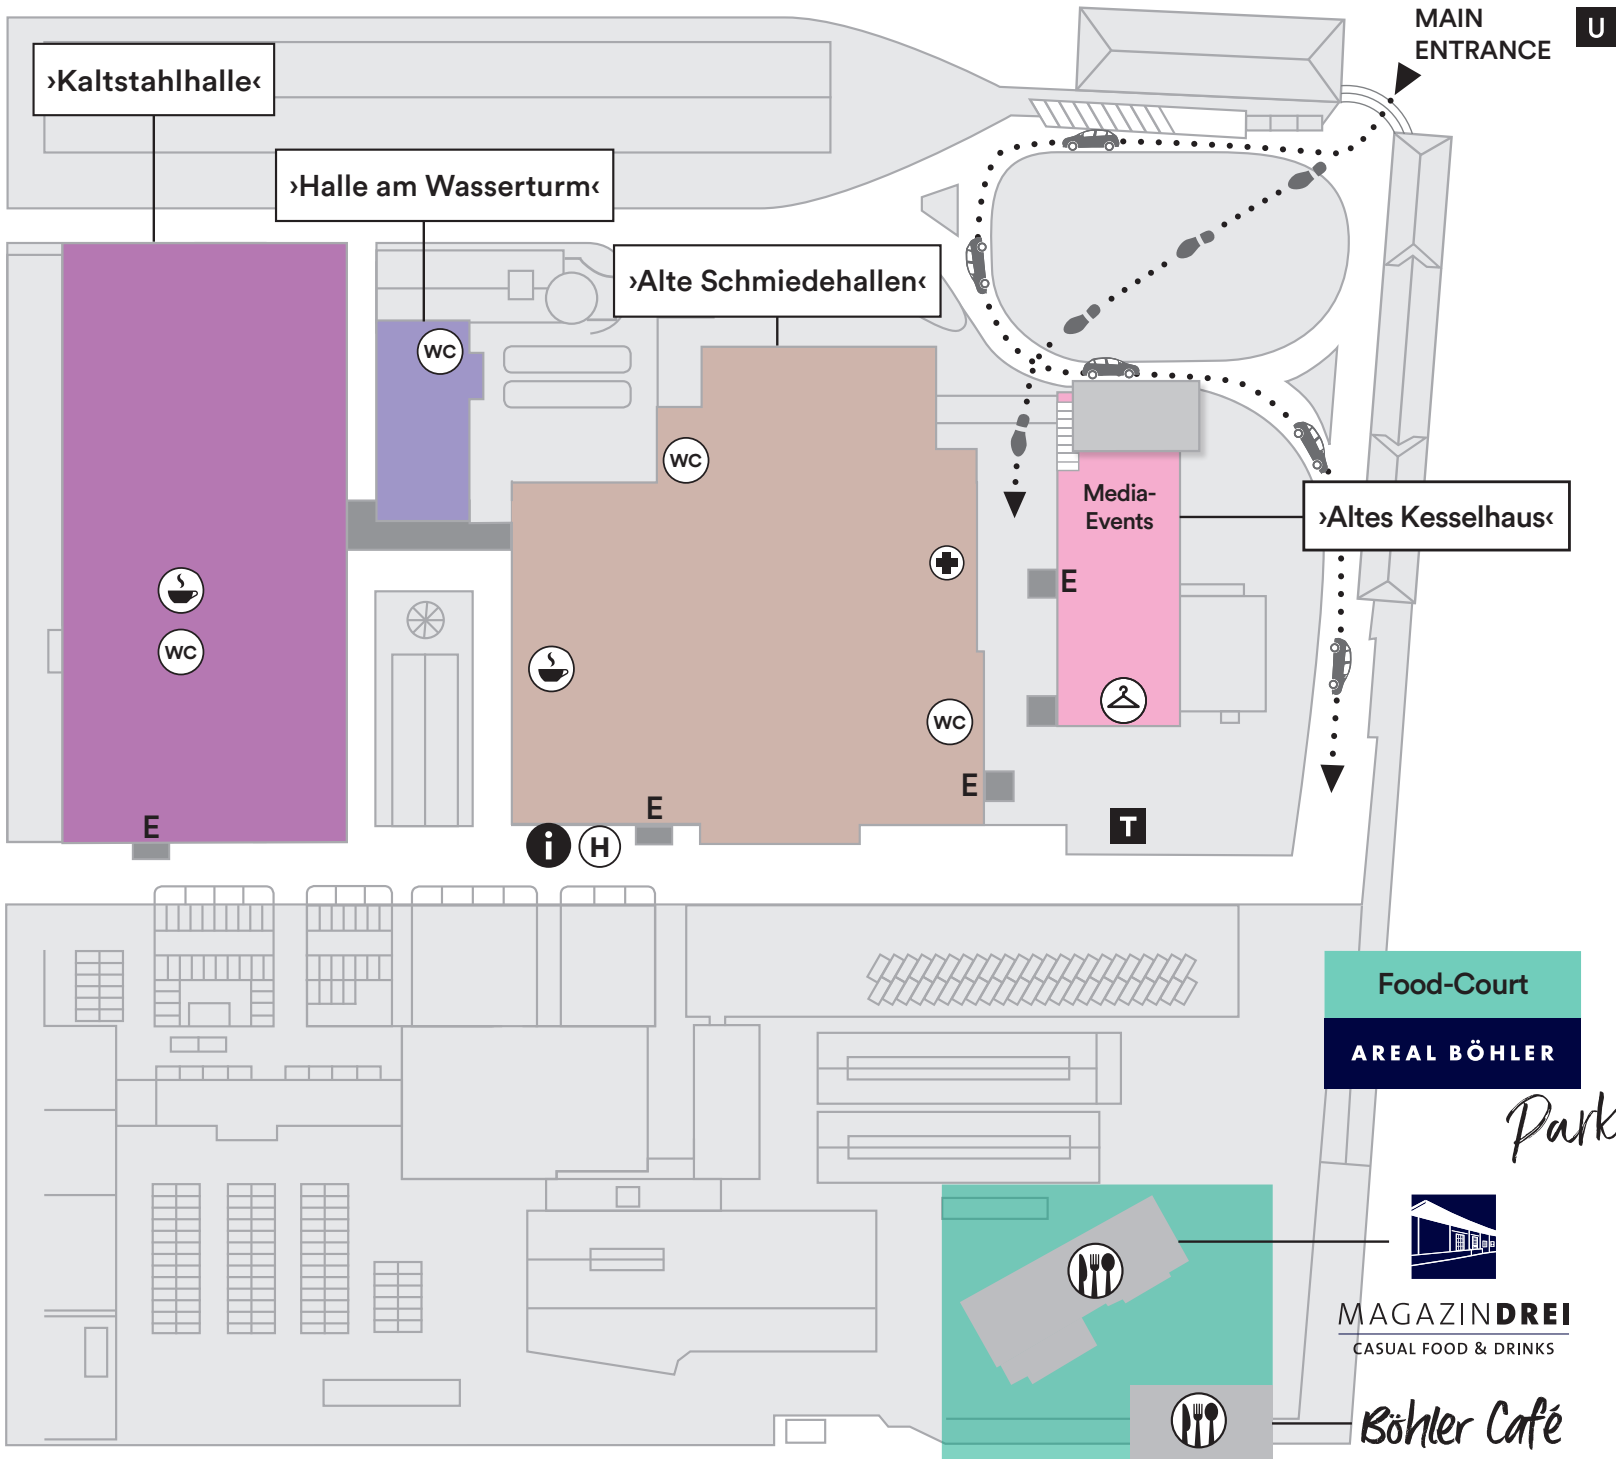 MAIN
ENTRANCE
U
›Kaltstahlhalle‹
›Halle am Wasserturm‹
›Alte Schmiedehallen‹
WC
WC
Media-
Events
›Altes Kesselhaus‹
E
WC
WC
E
E
E
i
H
T
Food-Court
AREAL BÖHLER
Park
MAGAZINDREI
CASUAL FOOD & DRINKS
Böhler Café